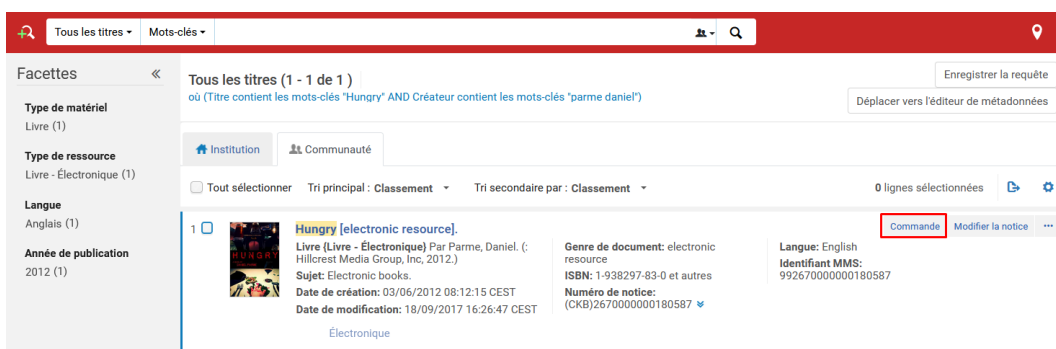 Tous les titres Mots-clés
Facettes
Type de matériel
Livre (1)
Type de ressource
Livre - Électronique (1)
Langue
Anglais (1)
Année de publication
2012 (1)
Tous les titres (1 - 1 de 1 )
où (Titre contient les mots-clés "Hungry" AND Créateur contient les mots-clés "parme daniel")
Enregistrer la requête
Déplacer vers l'éditeur de métadonnées
Institution Communauté
Tout sélectionner Tri principal : Classement Tri secondaire par : Classement 0 lignes sélectionnées
1
HUNGRY
Hungry [electronic resource].
Commande Modifier la notice ...
Livre {Livre - Électronique} Par Parme, Daniel. (:
Hillcrest Media Group, Inc, 2012.)
Sujet: Electronic books.
Date de création: 03/06/2012 08:12:15 CEST
Date de modification: 18/09/2017 16:26:47 CEST
Genre de document: electronic
resource
ISBN: 1-938297-83-0 et autres
Numéro de notice:
(CKB)2670000000180587
Langue: English
Identifiant MMS:
992670000000180587
Électronique